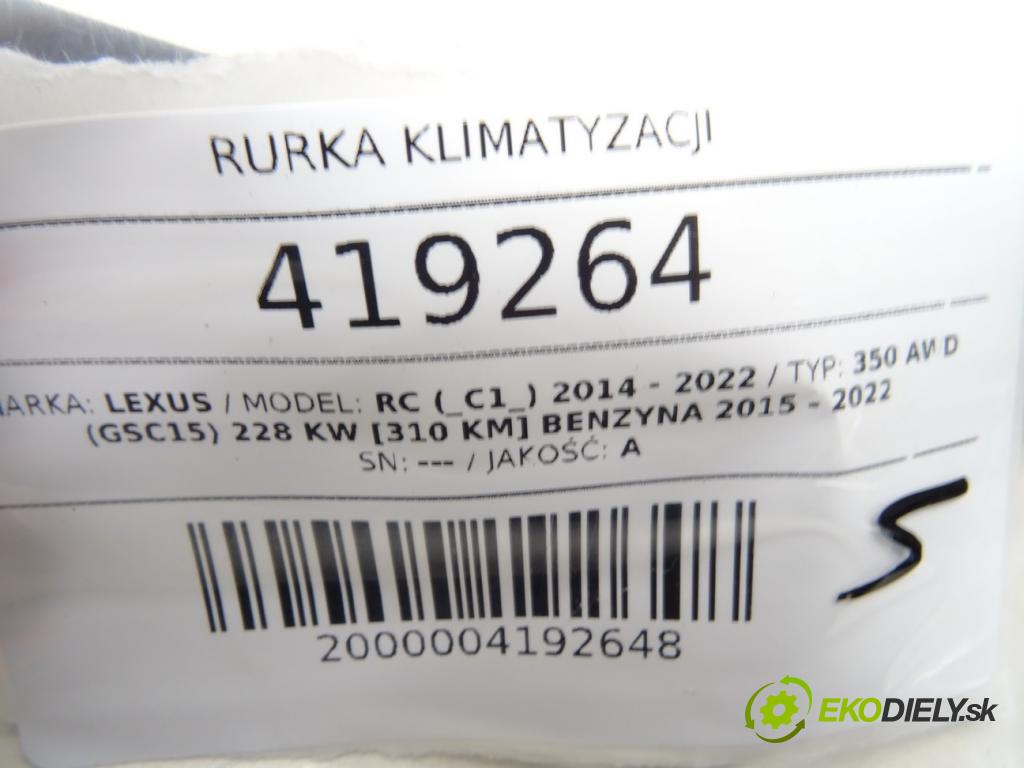 RURKA KLIMATYZACJI
419264
MARKA: LEXUS / MODEL: RC (_C1_) 2014 - 2022 / TYP: 350 AWD
(GSC15) 228 KW [310 KM] BENZYNA 2015 - 2022
SN: --- / JAKOŚĆ: A
S
2000004192648
EKODIELY.sk